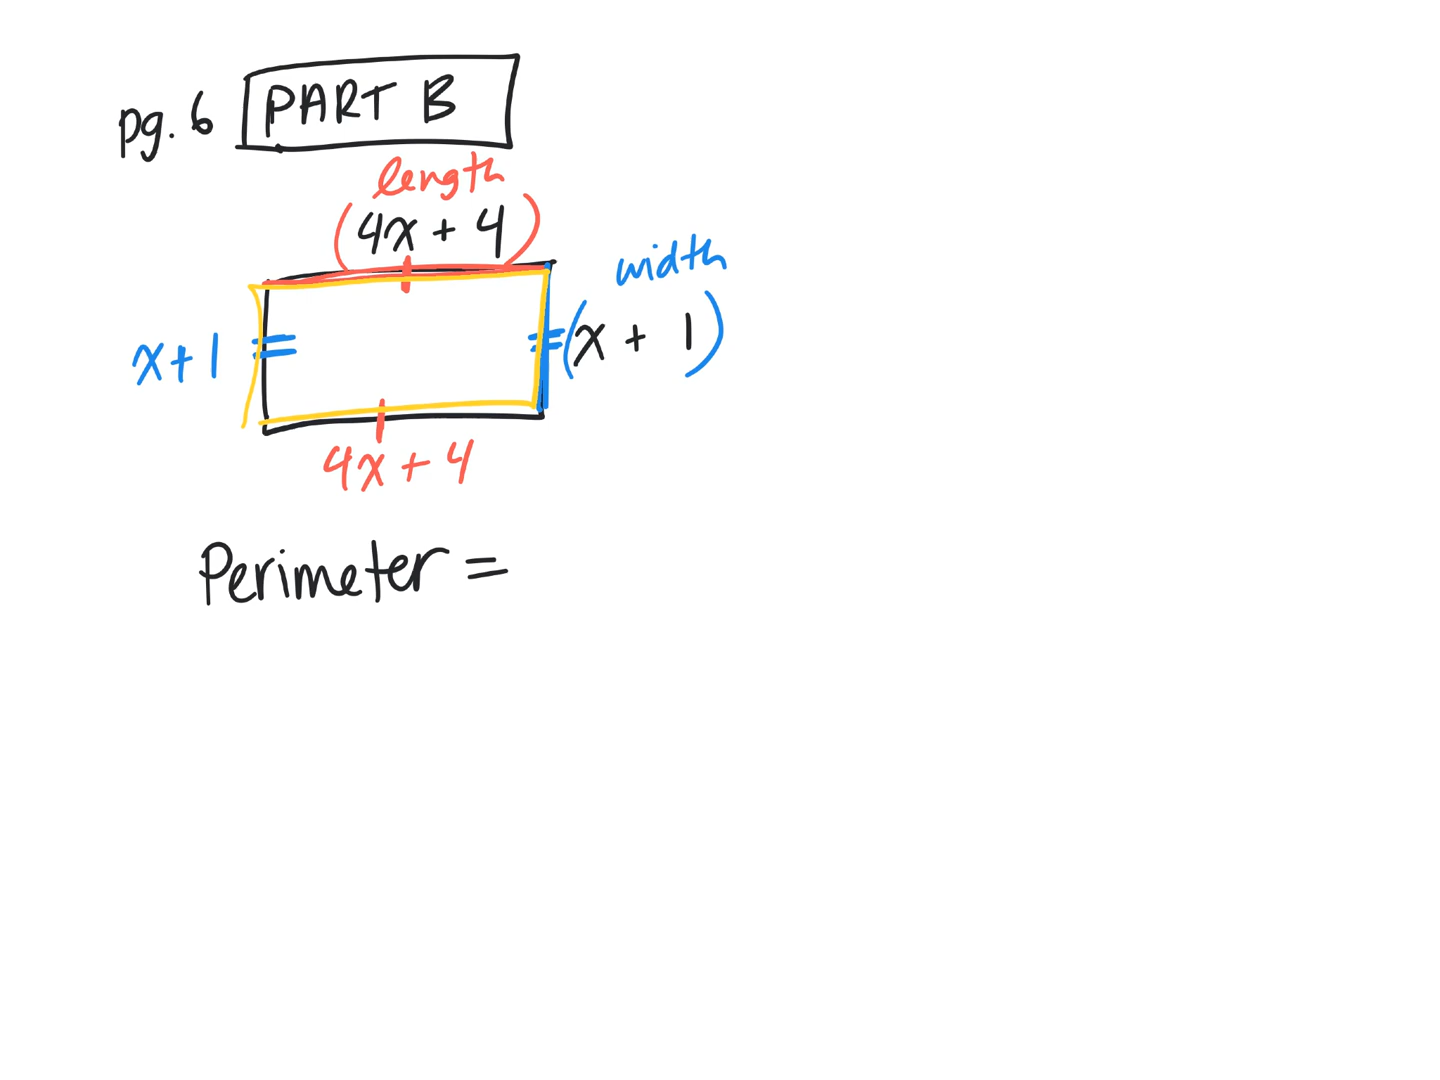 pg. 6 PART B
length
(4x + 4)
width
x+1
(x + 1)
4x + 4
Perimeter =